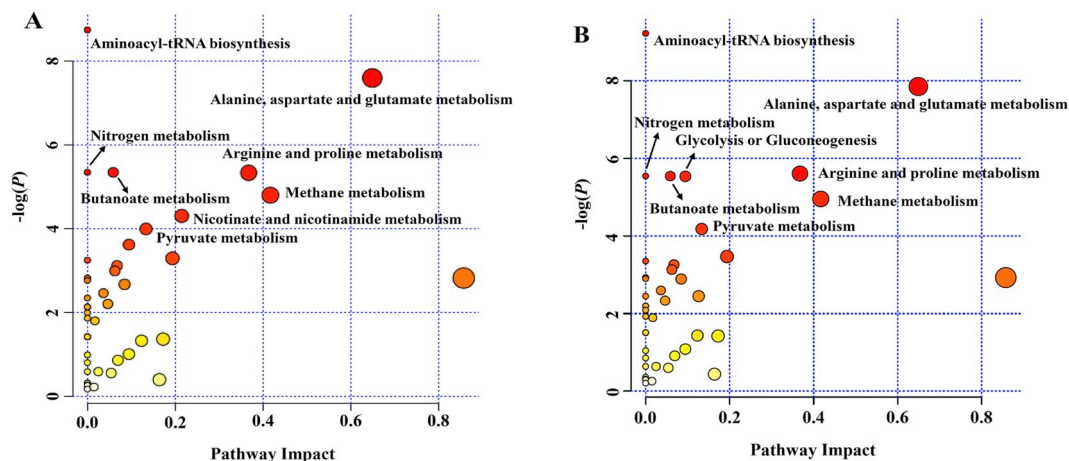 A
Aminoacyl-tRNA biosynthesis
Alanine, aspartate and glutamate metabolism
Nitrogen metabolism
Arginine and proline metabolism
Butanoate metabolism
Methane metabolism
Nicotinate and nicotinamide metabolism
Pyruvate metabolism
-log(P)
0
2
4
6
8
0.0
0.2
0.4
0.6
0.8
Pathway Impact
B
Aminoacyl-tRNA biosynthesis
Alanine, aspartate and glutamate metabolism
Nitrogen metabolism
Glycolysis or Gluconeogenesis
Arginine and proline metabolism
Butanoate metabolism
Methane metabolism
Pyruvate metabolism
-log(P)
0
2
4
6
8
0.0
0.2
0.4
0.6
0.8
Pathway Impact